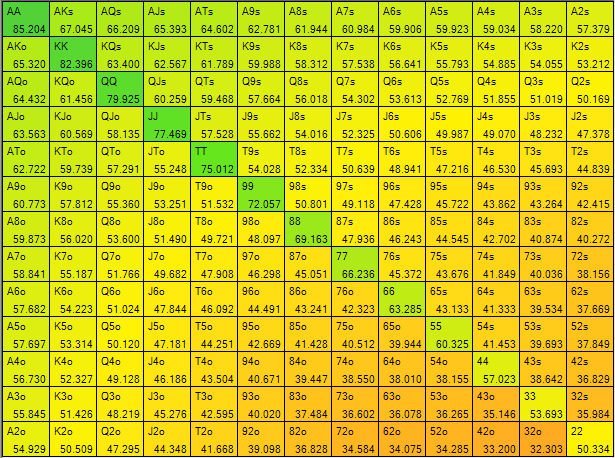 AA AKs AQs AJs ATs A9s A8s A7s A6s A5s A4s A3s A2s
85.204 67.045 66.209 65.393 64.602 62.781 61.944 60.984 59.906 59.923 59.034 58.220 57.379
AKo KK KQs KJs KTs K9s K8s K7s K6s K5s K4s K3s K2s
65.320 82.396 63.400 62.567 61.789 59.988 58.312 57.538 56.641 55.793 54.885 54.055 53.212
AQo KQo QQ QJs QTs Q9s Q8s Q7s Q6s Q5s Q4s Q3s Q2s
64.432 61.456 79.925 60.259 59.468 57.664 56.018 54.302 53.613 52.769 51.855 51.019 50.169
AJo KJo QJo JJ JTs J9s J8s J7s J6s J5s J4s J3s J2s
63.563 60.569 58.135 77.469 57.528 55.662 54.016 52.325 50.606 49.987 49.070 48.232 47.378
ATo KTo QTo JTo TT T9s T8s T7s T6s T5s T4s T3s T2s
62.722 59.739 57.291 55.248 75.012 54.028 52.334 50.639 48.941 47.216 46.530 45.693 44.839
A9o K9o Q9o J9o T9o 99 98s 97s 96s 95s 94s 93s 92s
60.773 57.812 55.360 53.251 51.532 72.057 50.801 49.118 47.428 45.722 43.862 43.264 42.415
A8o K8o Q8o J8o T8o 98o 88 87s 86s 85s 84s 83s 82s
59.873 56.020 53.600 51.490 49.721 48.097 69.163 47.936 46.243 44.545 42.702 40.874 40.272
A7o K7o Q7o J7o T7o 97o 87o 77 76s 75s 74s 73s 72s
58.841 55.187 51.766 49.682 47.908 46.298 45.051 66.236 45.372 43.676 41.849 40.036 38.156
A6o K6o Q6o J6o T6o 96o 86o 76o 66 65s 64s 63s 62s
57.682 54.223 51.024 47.844 46.092 44.491 43.241 42.323 63.285 43.133 41.333 39.534 37.669
A5o K5o Q5o J5o T5o 95o 85o 75o 65o 55 54s 53s 52s
57.697 53.314 50.120 47.181 44.251 42.669 41.428 40.512 39.944 60.325 41.453 39.693 37.849
A4o K4o Q4o J4o T4o 94o 84o 74o 64o 54o 44 43s 42s
56.730 52.327 49.128 46.186 43.504 40.671 39.447 38.550 38.010 38.155 57.023 38.642 36.829
A3o K3o Q3o J3o T3o 93o 83o 73o 63o 53o 43o 33 32s
55.845 51.426 48.219 45.276 42.595 40.020 37.484 36.602 36.078 36.265 35.146 53.693 35.984
A2o K2o Q2o J2o T2o 92o 82o 72o 62o 52o 42o 32o 22
54.929 50.509 47.295 44.348 41.668 39.098 36.828 34.584 34.075 34.285 33.200 32.303 50.334